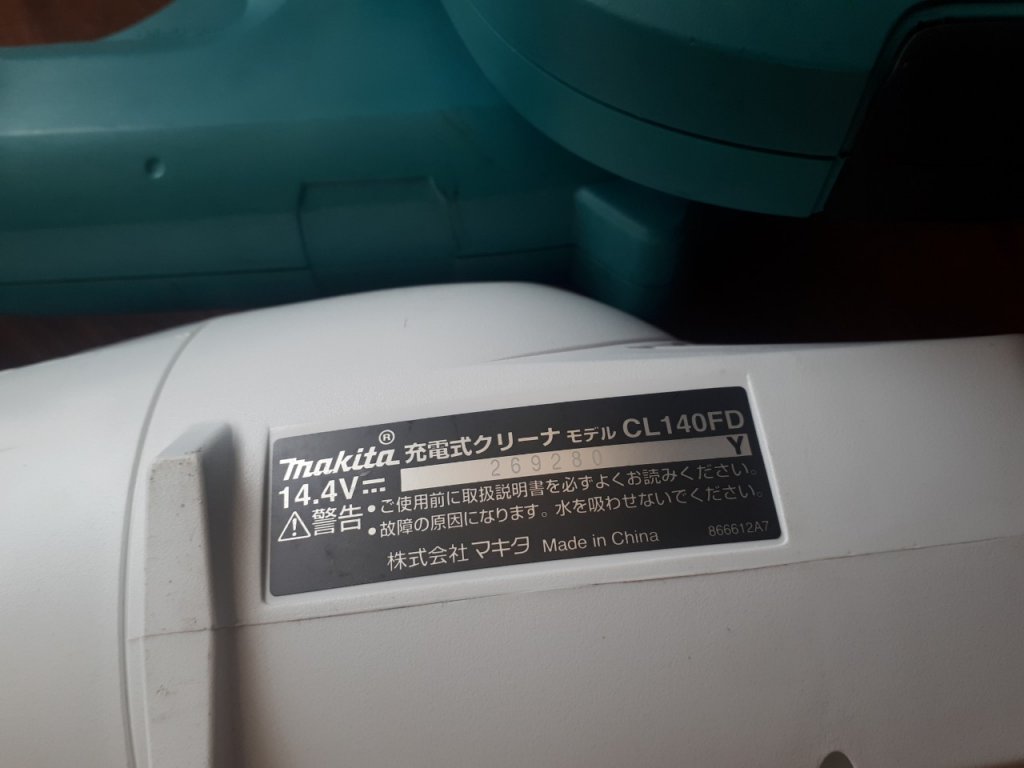 makita® 充電式クリーナ モデル CL140FD
14.4V⎓ 269280 Y
警告 •ご使用前に取扱説明書を必ずよくお読みください。
•故障の原因になります。水を吸わせないでください。
株式会社マキタ Made in China 866612A7